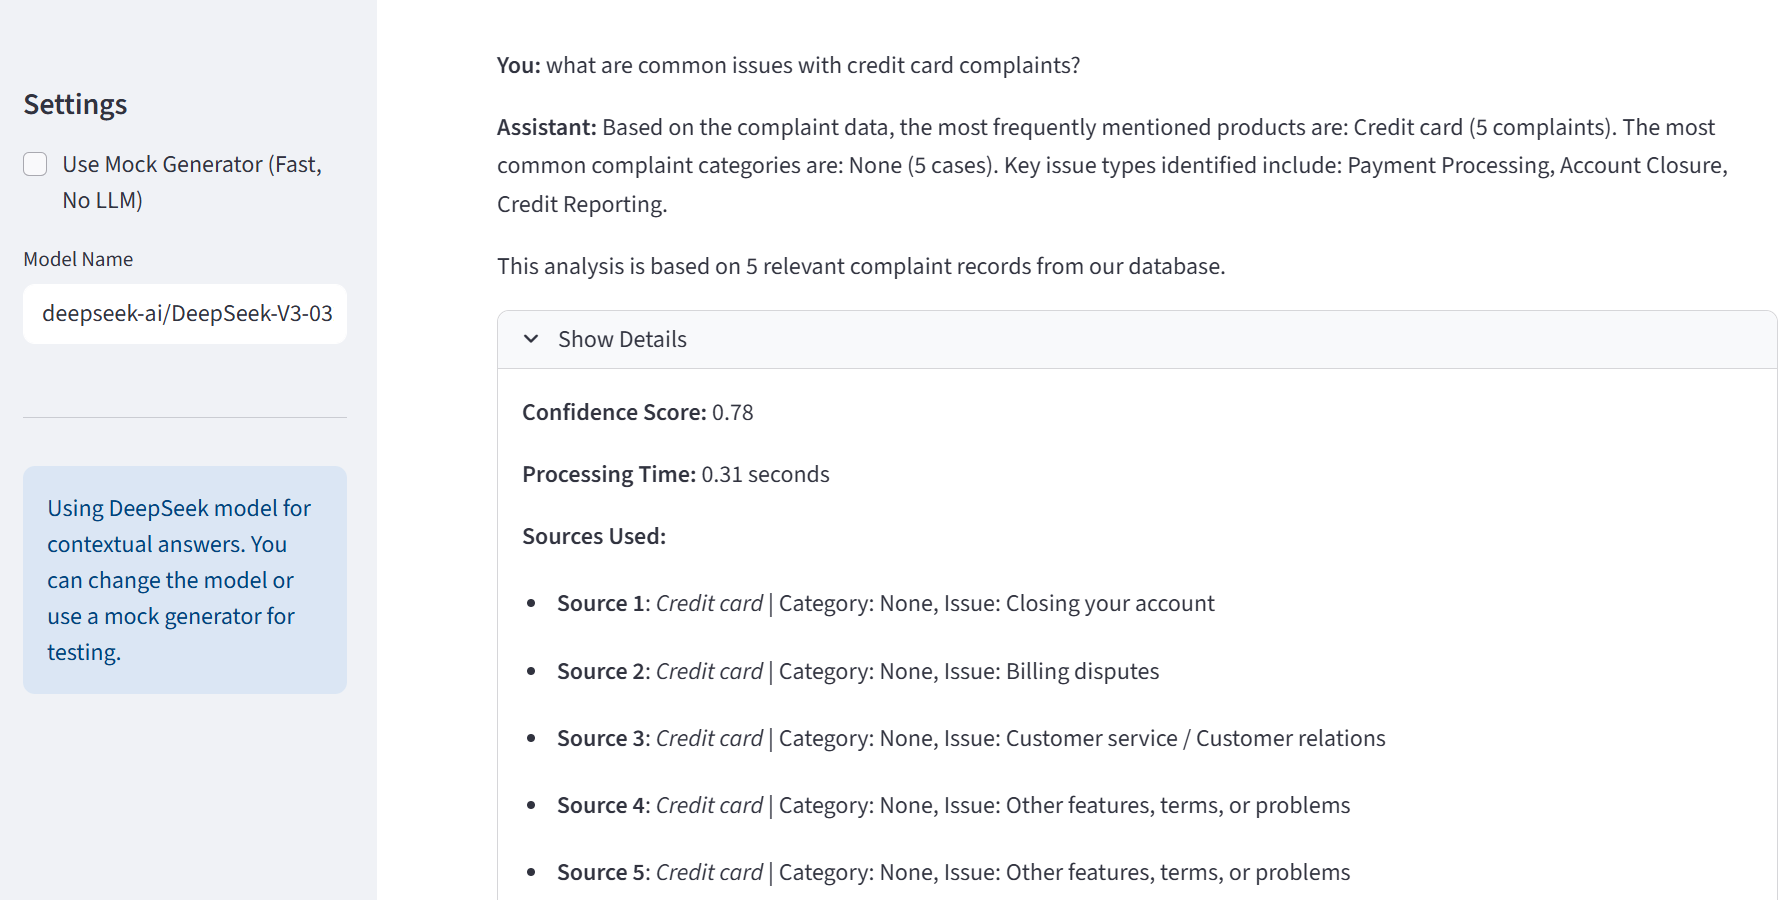 Settings
Use Mock Generator (Fast,
No LLM)
Model Name
deepseek-ai/DeepSeek-V3-03
Using DeepSeek model for
contextual answers. You
can change the model or
use a mock generator for
testing.
You: what are common issues with credit card complaints?
Assistant: Based on the complaint data, the most frequently mentioned products are: Credit card (5 complaints). The most
common complaint categories are: None (5 cases). Key issue types identified include: Payment Processing, Account Closure,
Credit Reporting.
This analysis is based on 5 relevant complaint records from our database.
Show Details
Confidence Score: 0.78
Processing Time: 0.31 seconds
Sources Used:
• Source 1: Credit card | Category: None, Issue: Closing your account
• Source 2: Credit card | Category: None, Issue: Billing disputes
• Source 3: Credit card | Category: None, Issue: Customer service / Customer relations
• Source 4: Credit card | Category: None, Issue: Other features, terms, or problems
• Source 5: Credit card | Category: None, Issue: Other features, terms, or problems